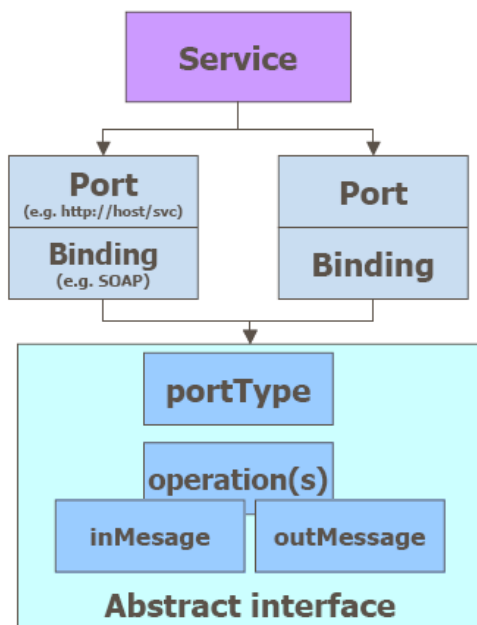 Service
Port
(e.g. http://host/svc)
Binding
(e.g. SOAP)
Port
Binding
portType
operation(s)
inMesage
outMessage
Abstract interface